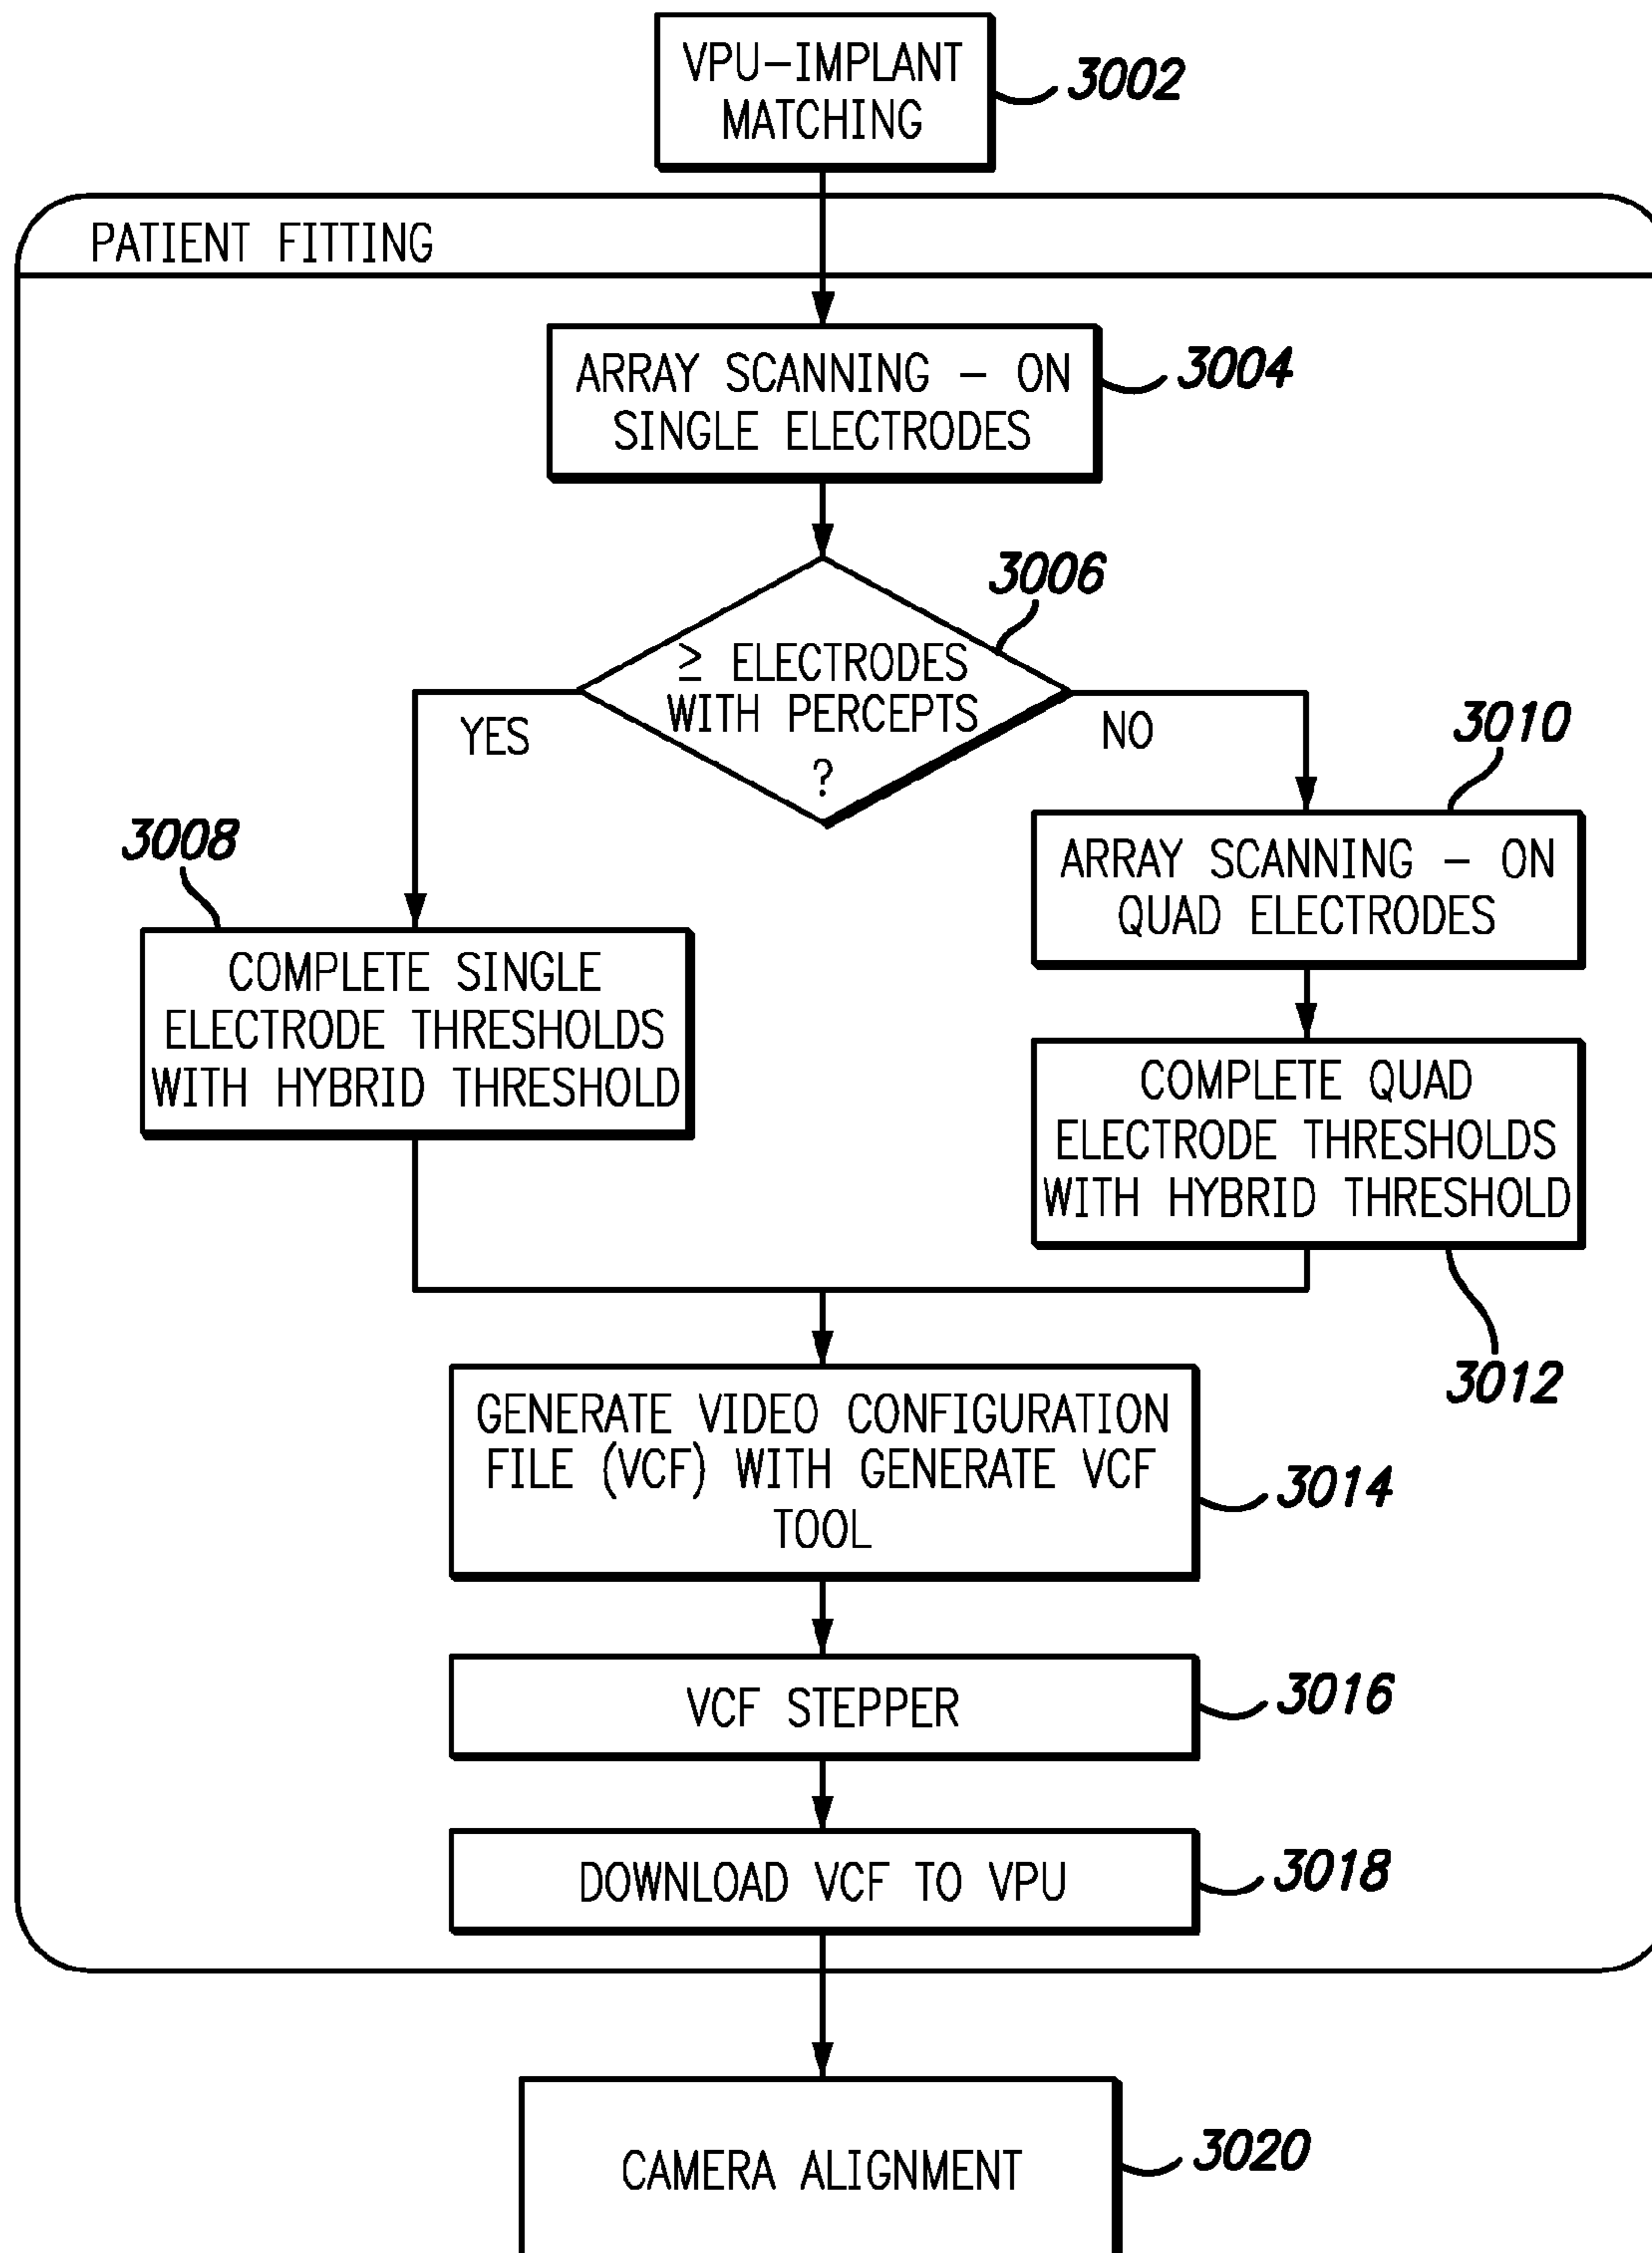 VPU-IMPLANT
MATCHING
3002
PATIENT FITTING
ARRAY SCANNING - ON
SINGLE ELECTRODES
3004
3006
≥ ELECTRODES
WITH PERCEPTS
?
YES
NO
3010
ARRAY SCANNING - ON
QUAD ELECTRODES
3008
COMPLETE SINGLE
ELECTRODE THRESHOLDS
WITH HYBRID THRESHOLD
COMPLETE QUAD
ELECTRODE THRESHOLDS
WITH HYBRID THRESHOLD
3012
GENERATE VIDEO CONFIGURATION
FILE (VCF) WITH GENERATE VCF
TOOL
3014
VCF STEPPER
3016
DOWNLOAD VCF TO VPU
3018
CAMERA ALIGNMENT
3020